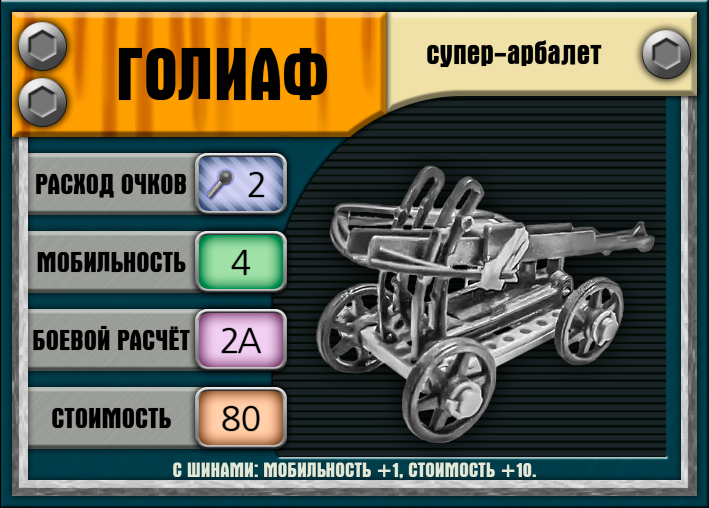 ГОЛИАФ
супер-арбалет
РАСХОД ОЧКОВ 2
МОБИЛЬНОСТЬ 4
БОЕВОЙ РАСЧЁТ 2А
СТОИМОСТЬ 80
С ШИНАМИ: МОБИЛЬНОСТЬ +1, СТОИМОСТЬ +10.